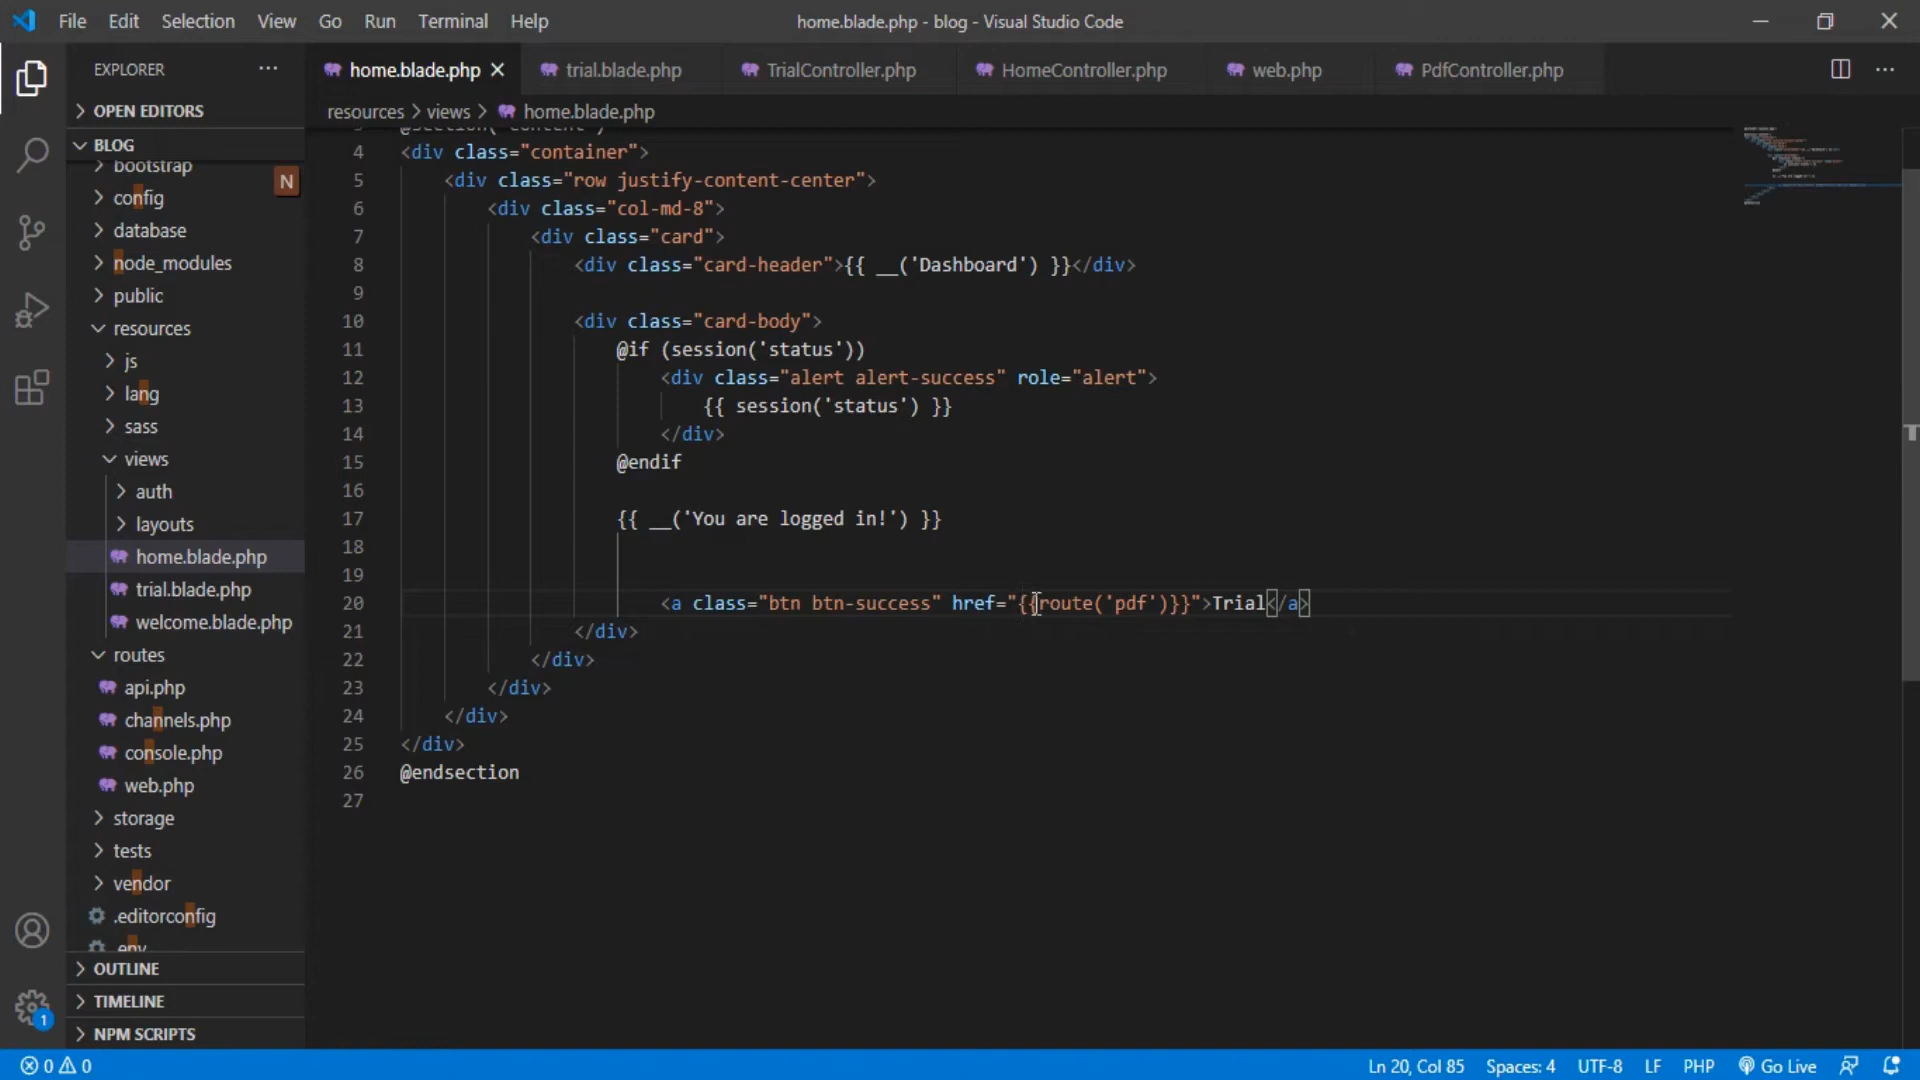 File Edit Selection View Go Run Terminal Help
home.blade.php - blog - Visual Studio Code
EXPLORER
home.blade.php
trial.blade.php
TrialController.php
HomeController.php
web.php
PdfController.php
OPEN EDITORS
resources > views > home.blade.php
BLOG
N
bootstrap
config
database
node_modules
public
resources
js
lang
sass
views
auth
layouts
home.blade.php
trial.blade.php
welcome.blade.php
routes
api.php
channels.php
console.php
web.php
storage
tests
vendor
.editorconfig
.env
OUTLINE
TIMELINE
NPM SCRIPTS
3 @section('content')
4 <div class="container">
5 <div class="row justify-content-center">
6 <div class="col-md-8">
7 <div class="card">
8 <div class="card-header">{{ __('Dashboard') }}</div>
9
10 <div class="card-body">
11 @if (session('status'))
12 <div class="alert alert-success" role="alert">
13 {{ session('status') }}
14 </div>
15 @endif
16
17 {{ __('You are logged in!') }}
18
19
20 <a class="btn btn-success" href="{{route('pdf')}}">Trial</a>
21 </div>
22 </div>
23 </div>
24 </div>
25 </div>
26 @endsection
27
1
0 0
Ln 20, Col 85 Spaces: 4 UTF-8 LF PHP Go Live